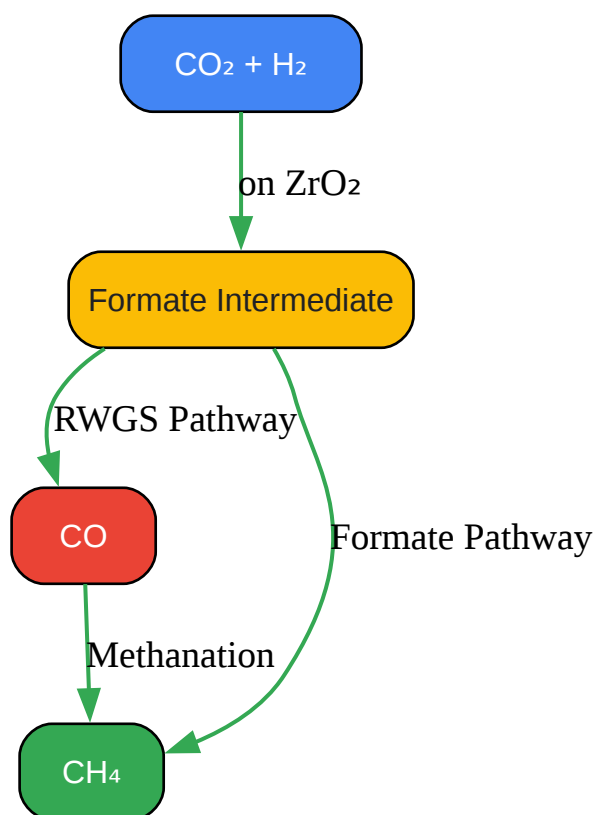 CO₂ + H₂
on ZrO₂
Formate Intermediate
RWGS Pathway
CO
Formate Pathway
Methanation
CH₄